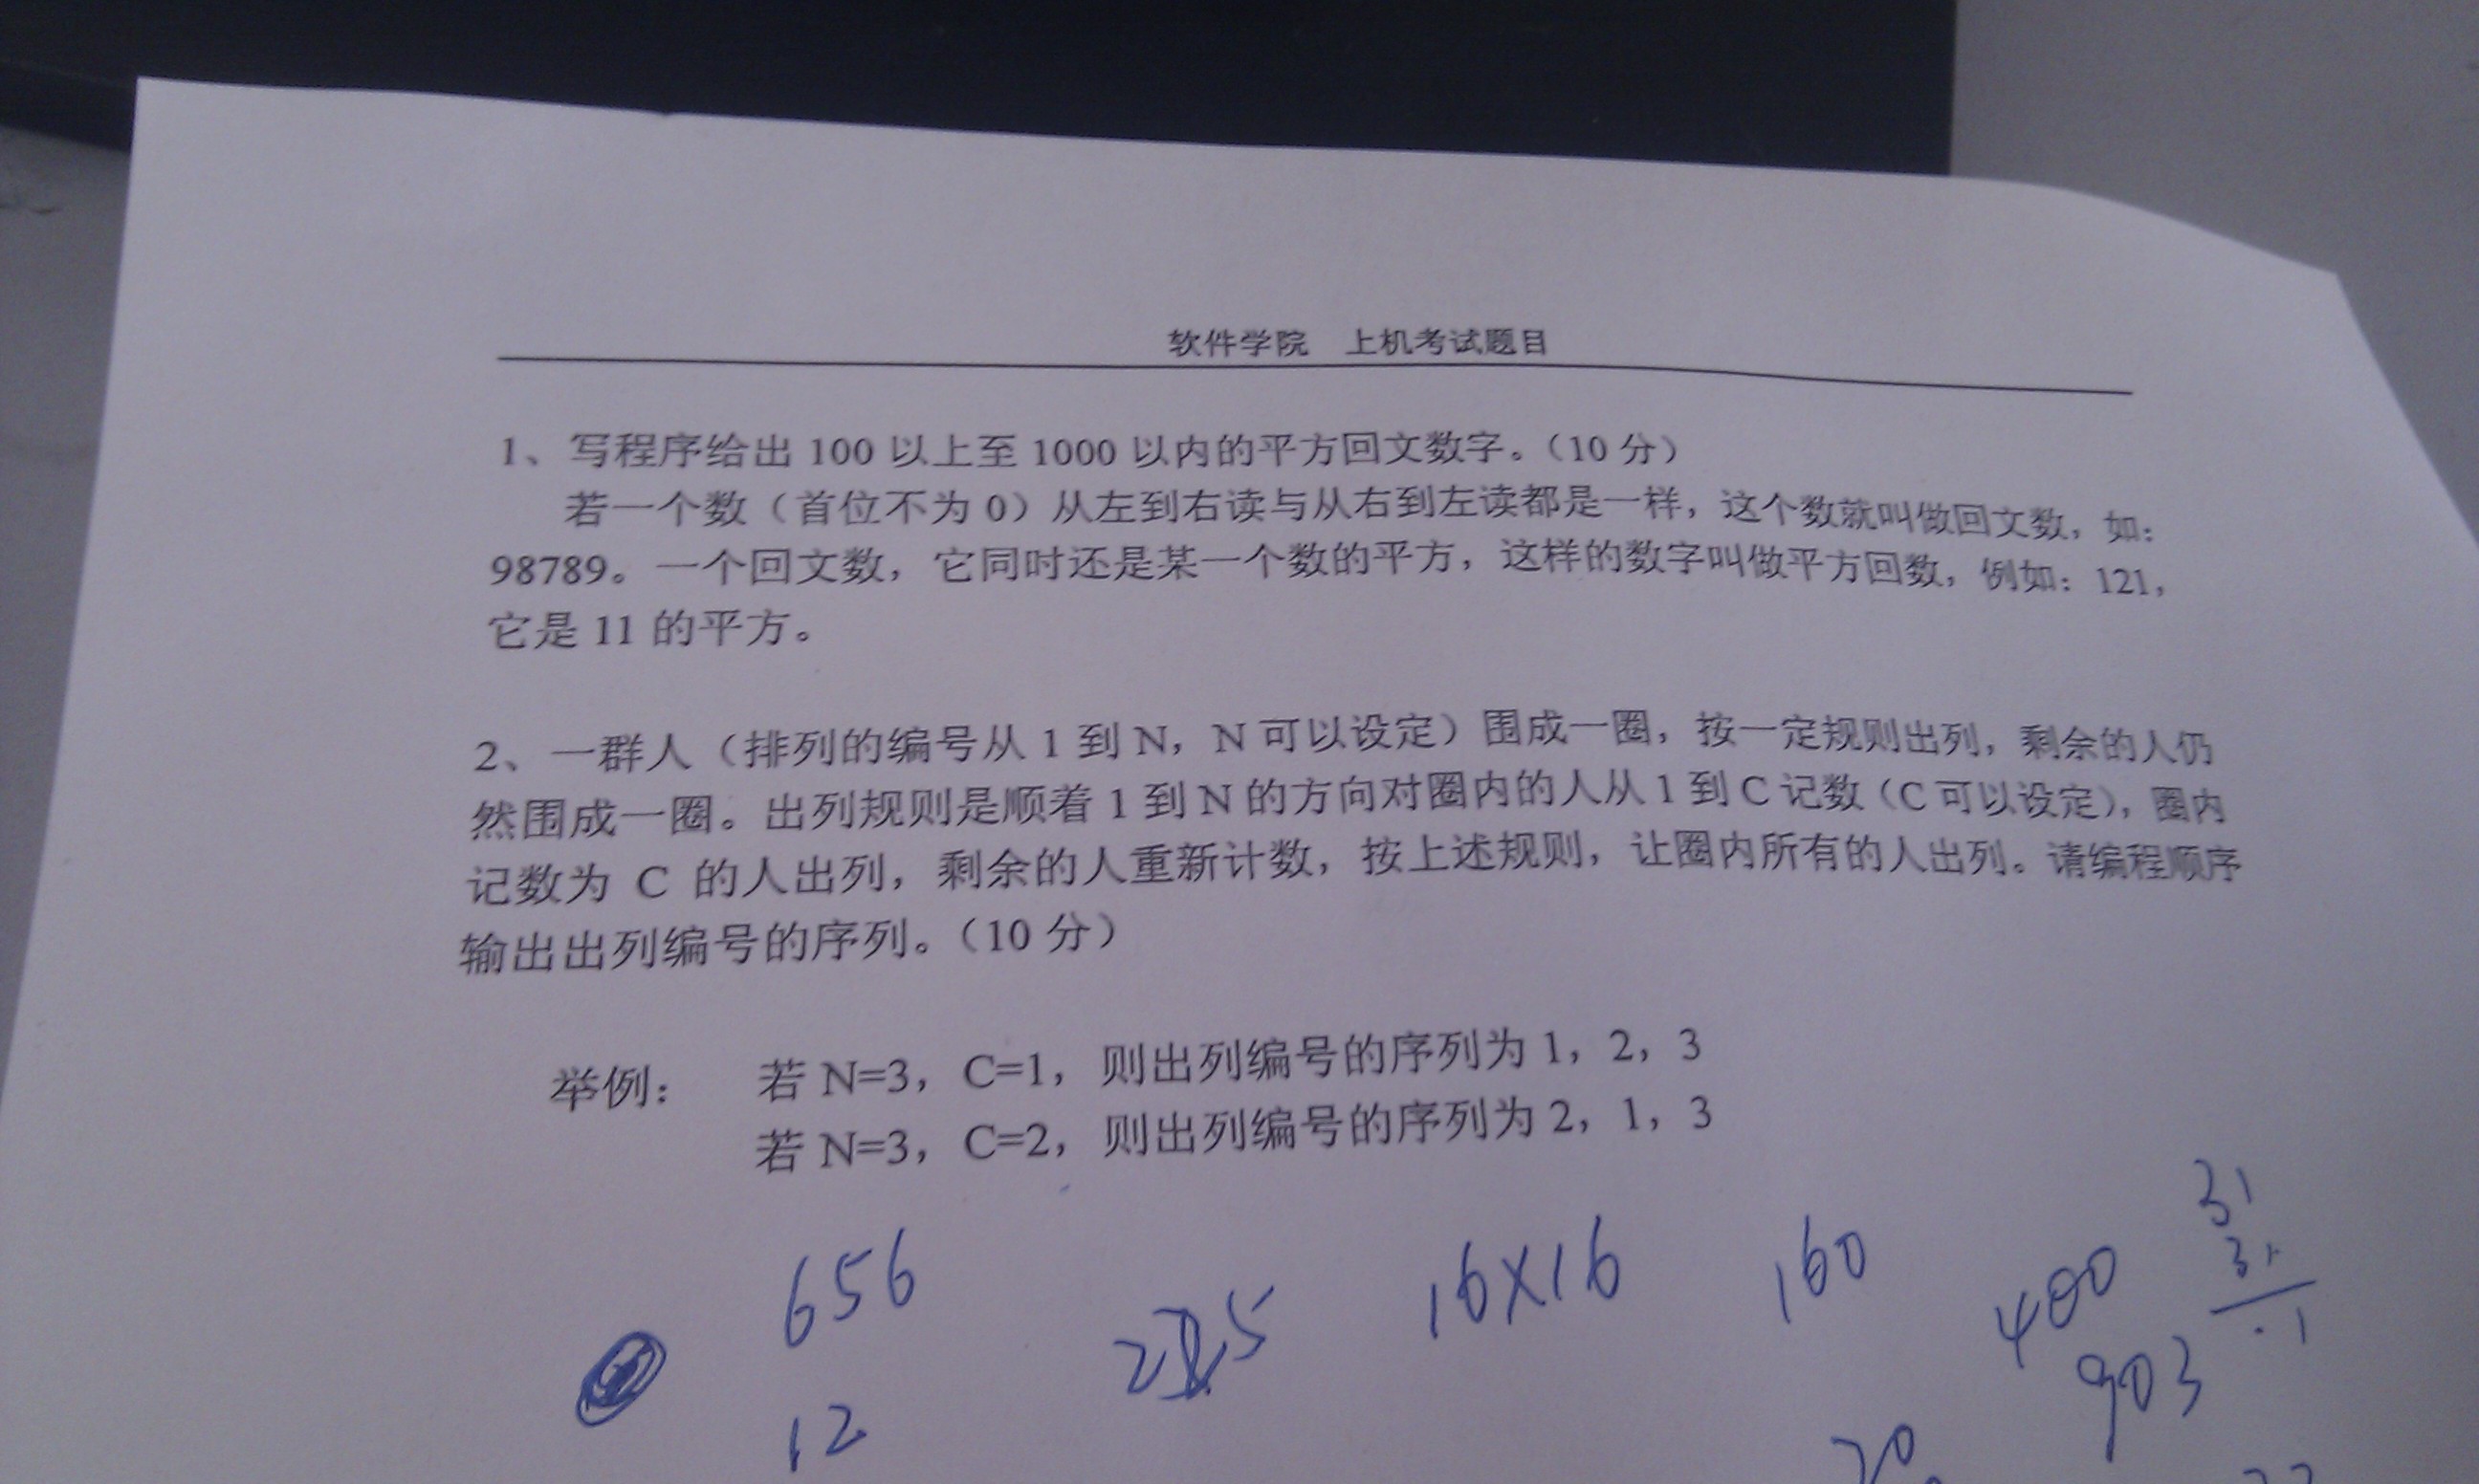 软件学院 上机考试题目
1、写程序给出 100 以上至 1000 以内的平方回文数字。（10 分）
若一个数（首位不为 0）从左到右读与从右到左读都是一样，这个数就叫做回文数，如：
98789。一个回文数，它同时还是某一个数的平方，这样的数字叫做平方回数，例如：121，
它是 11 的平方。
2、一群人（排列的编号从 1 到 N，N 可以设定）围成一圈，按一定规则出列，剩余的人仍
然围成一圈。出列规则是顺着 1 到 N 的方向对圈内的人从 1 到 C 记数（C 可以设定），圈内
记数为 C 的人出列，剩余的人重新计数，按上述规则，让圈内所有的人出列。请编程顺序
输出出列编号的序列。（10 分）
举例： 若 N=3，C=1，则出列编号的序列为 1，2，3
若 N=3，C=2，则出列编号的序列为 2，1，3
31
656
16×16
160
400
903
12